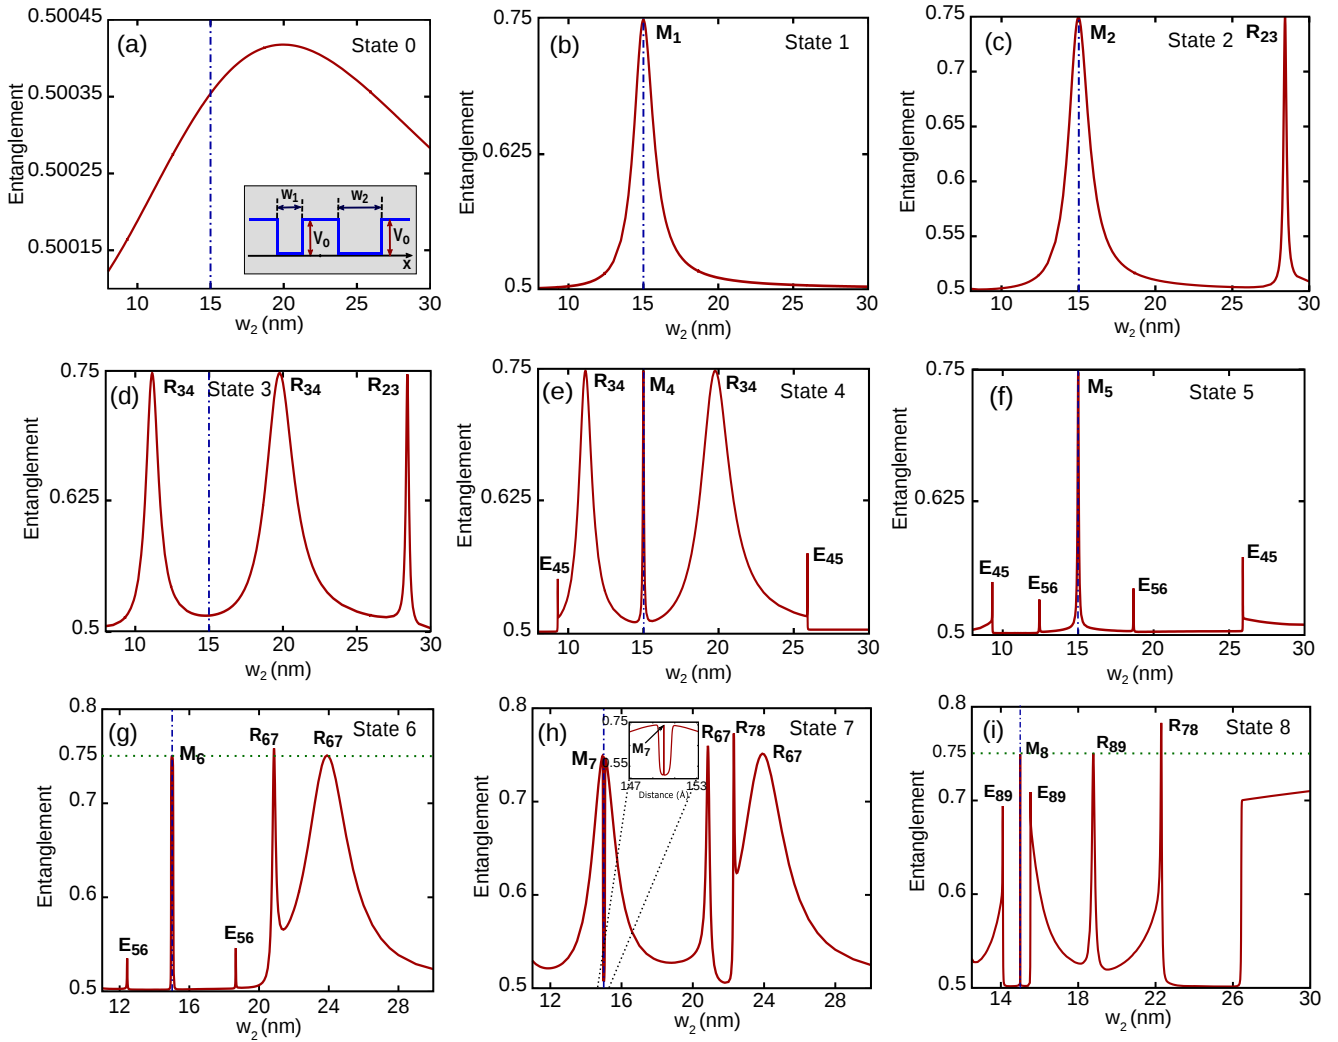 (a) State 0
0.50045
0.50035
0.50025
0.50015
Entanglement
10 15 20 25 30
w2 (nm)
W1 W2
V0 V0
x
(b) M1 State 1
0.75
0.625
0.5
Entanglement
10 15 20 25 30
w2 (nm)
(c) M2 State 2 R23
0.75
0.7
0.65
0.6
0.55
0.5
Entanglement
10 15 20 25 30
w2 (nm)
(d) R34 State 3 R34 R23
0.75
0.625
0.5
Entanglement
10 15 20 25 30
w2 (nm)
(e) R34 M4 R34 State 4
E45 E45
0.75
0.625
0.5
Entanglement
10 15 20 25 30
w2 (nm)
(f) M5 State 5
E45 E56 E56 E45
0.75
0.625
0.5
Entanglement
10 15 20 25 30
w2 (nm)
(g) State 6
M6 R67 R67
E56 E56
0.8
0.75
0.7
0.6
0.5
Entanglement
12 16 20 24 28
w2 (nm)
(h) State 7
M7 R67 R78 R67
0.75
M7
0.55
147 153
Distance (Å)
0.8
0.7
0.6
0.5
Entanglement
12 16 20 24 28
w2 (nm)
(i) State 8
M8 R89 R78
E89 E89
0.8
0.75
0.7
0.6
0.5
Entanglement
14 18 22 26 30
w2 (nm)